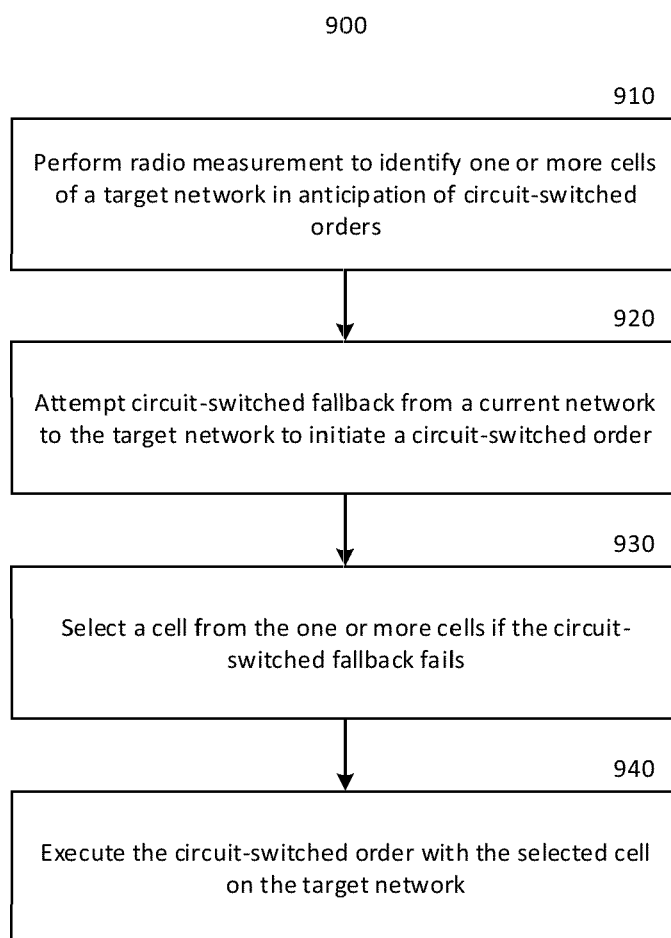 900
910
Perform radio measurement to identify one or more cells
of a target network in anticipation of circuit-switched
orders
920
Attempt circuit-switched fallback from a current network
to the target network to initiate a circuit-switched order
930
Select a cell from the one or more cells if the circuit-
switched fallback fails
940
Execute the circuit-switched order with the selected cell
on the target network